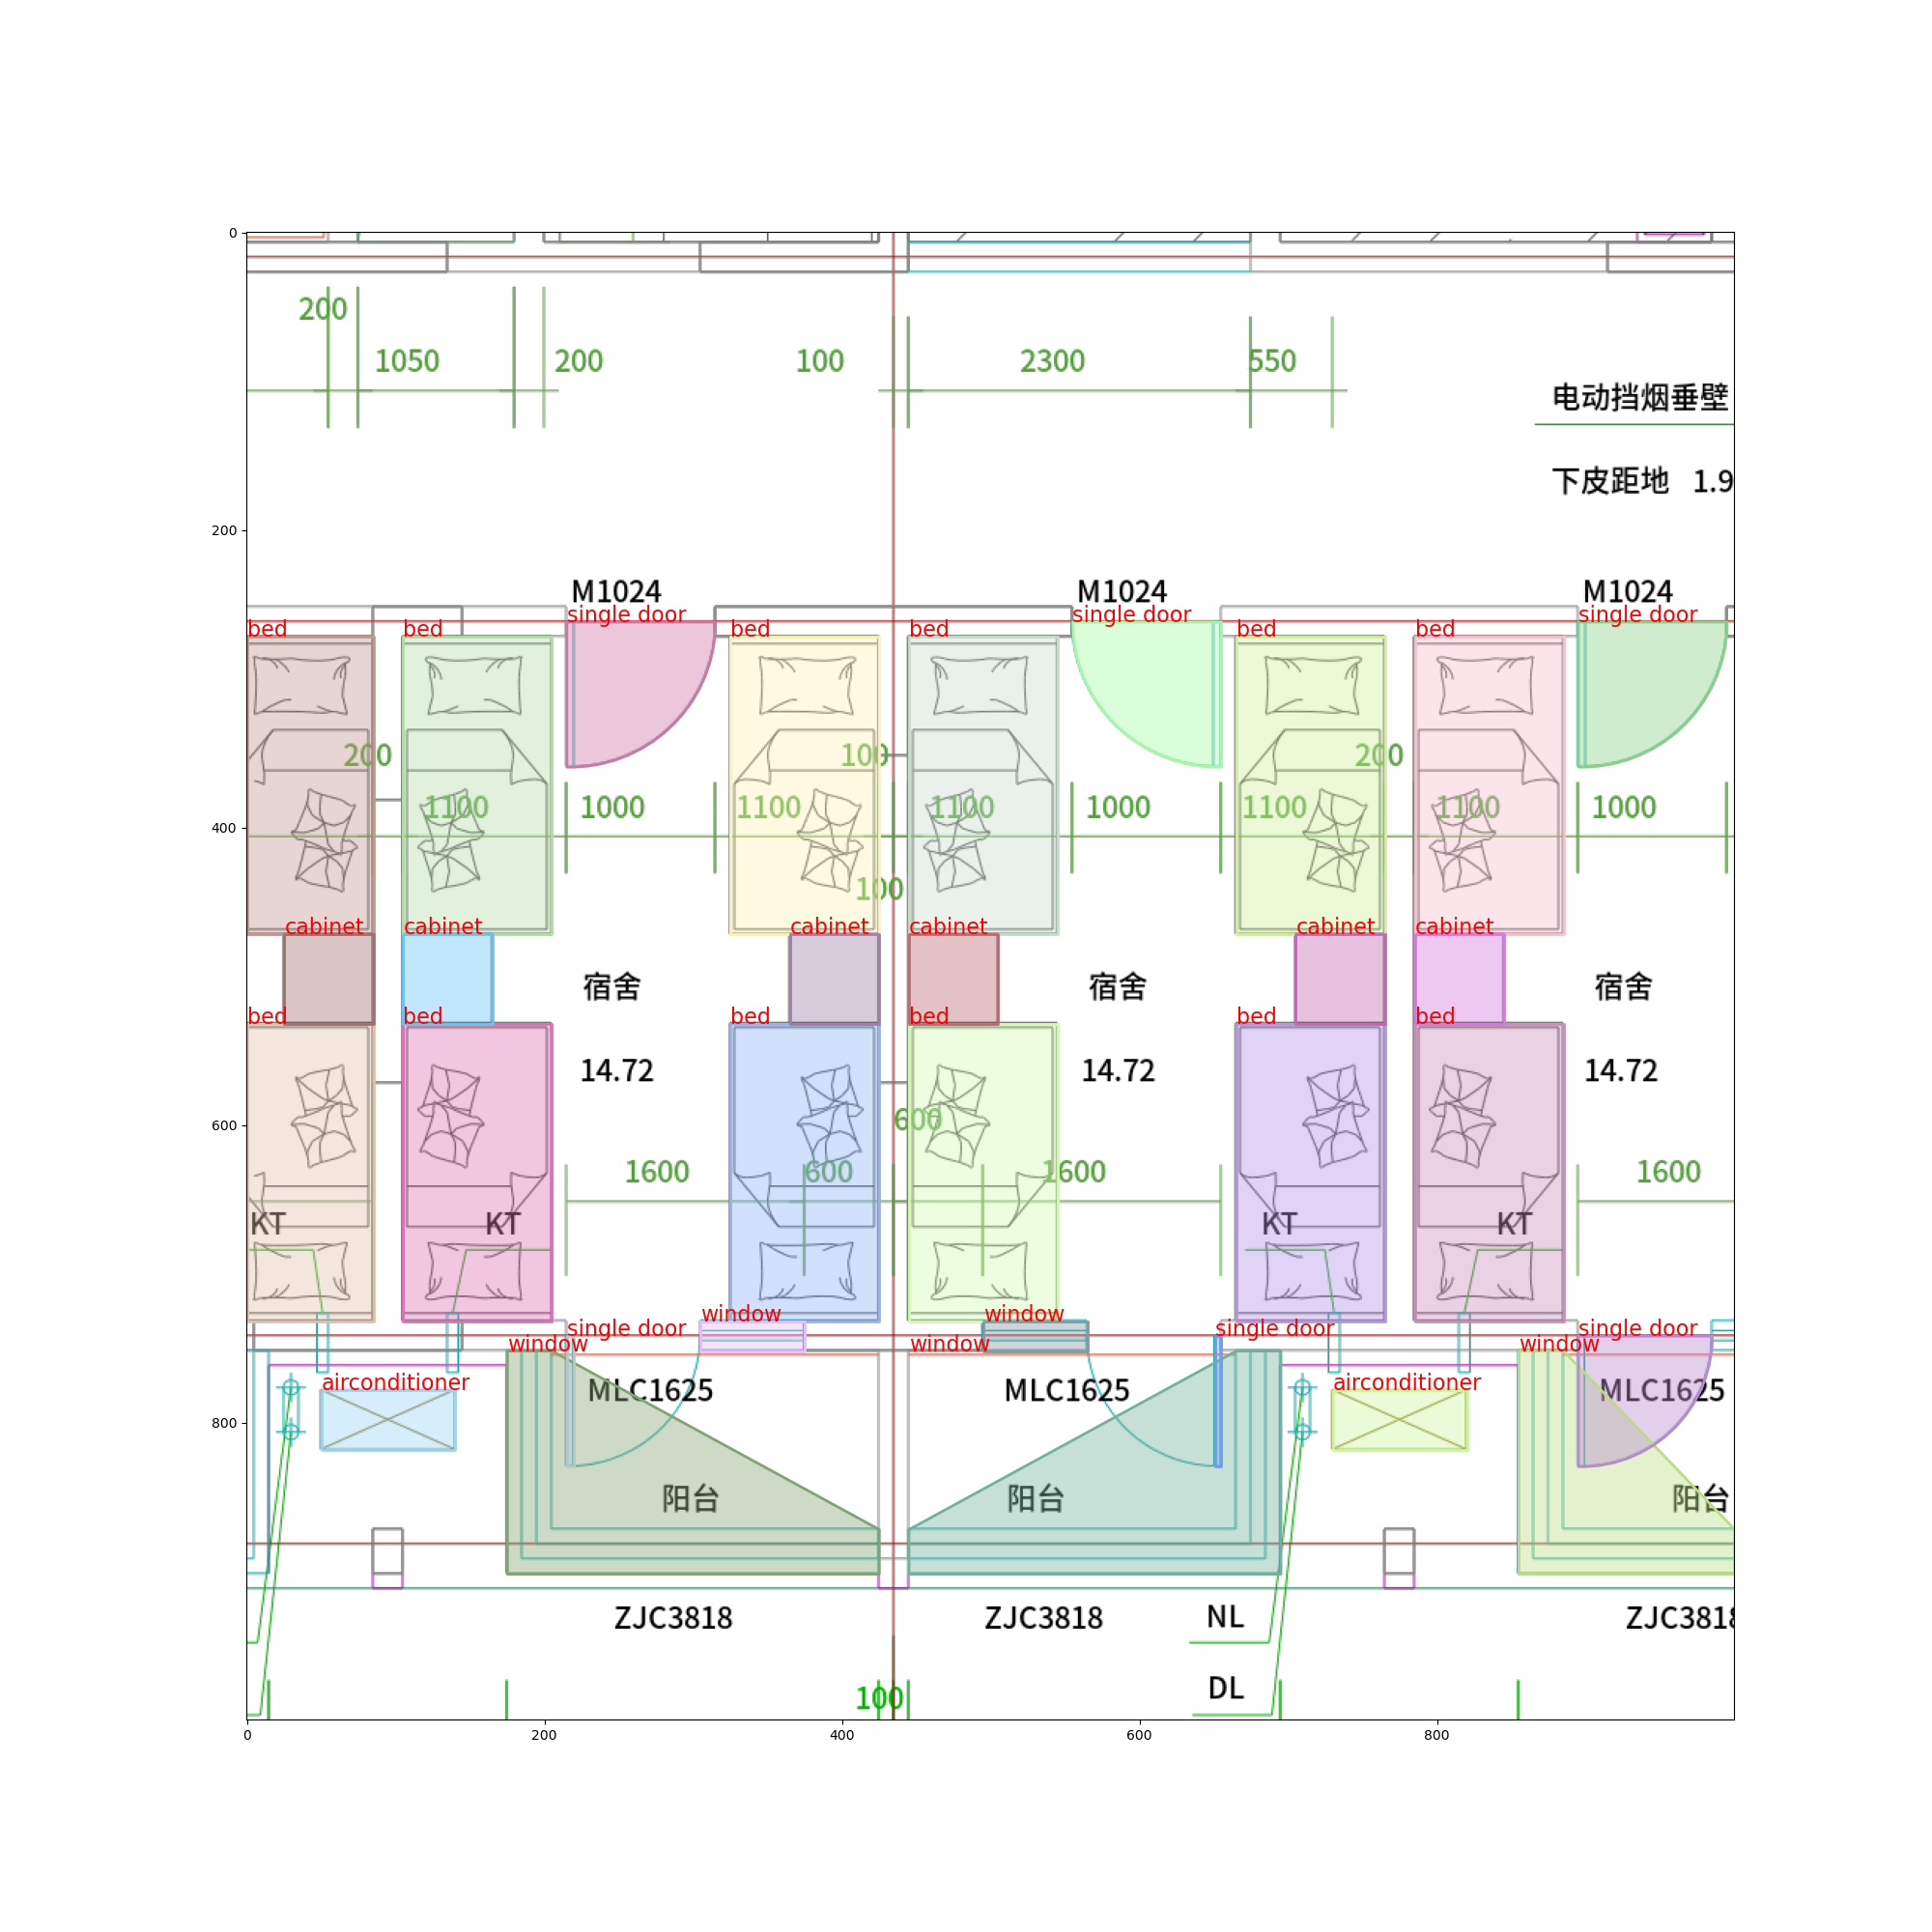 0
200
1050
200
100
2300
550
电动挡烟垂壁
下皮距地 1.9
200
M1024
M1024
M1024
single door
single door
single door
bed
bed
bed
bed
bed
bed
200
100
200
1100
1000
1100
1100
1000
1100
1100
1000
400
100
cabinet
cabinet
cabinet
cabinet
cabinet
cabinet
宿舍
宿舍
宿舍
bed
bed
bed
bed
bed
bed
14.72
14.72
14.72
600
600
1600
600
1600
1600
KT
KT
KT
KT
window
window
single door
single door
single door
window
window
window
airconditioner
airconditioner
MLC1625
MLC1625
MLC1625
800
阳台
阳台
阳台
ZJC3818
ZJC3818
ZJC3818
NL
DL
100
0
200
400
600
800